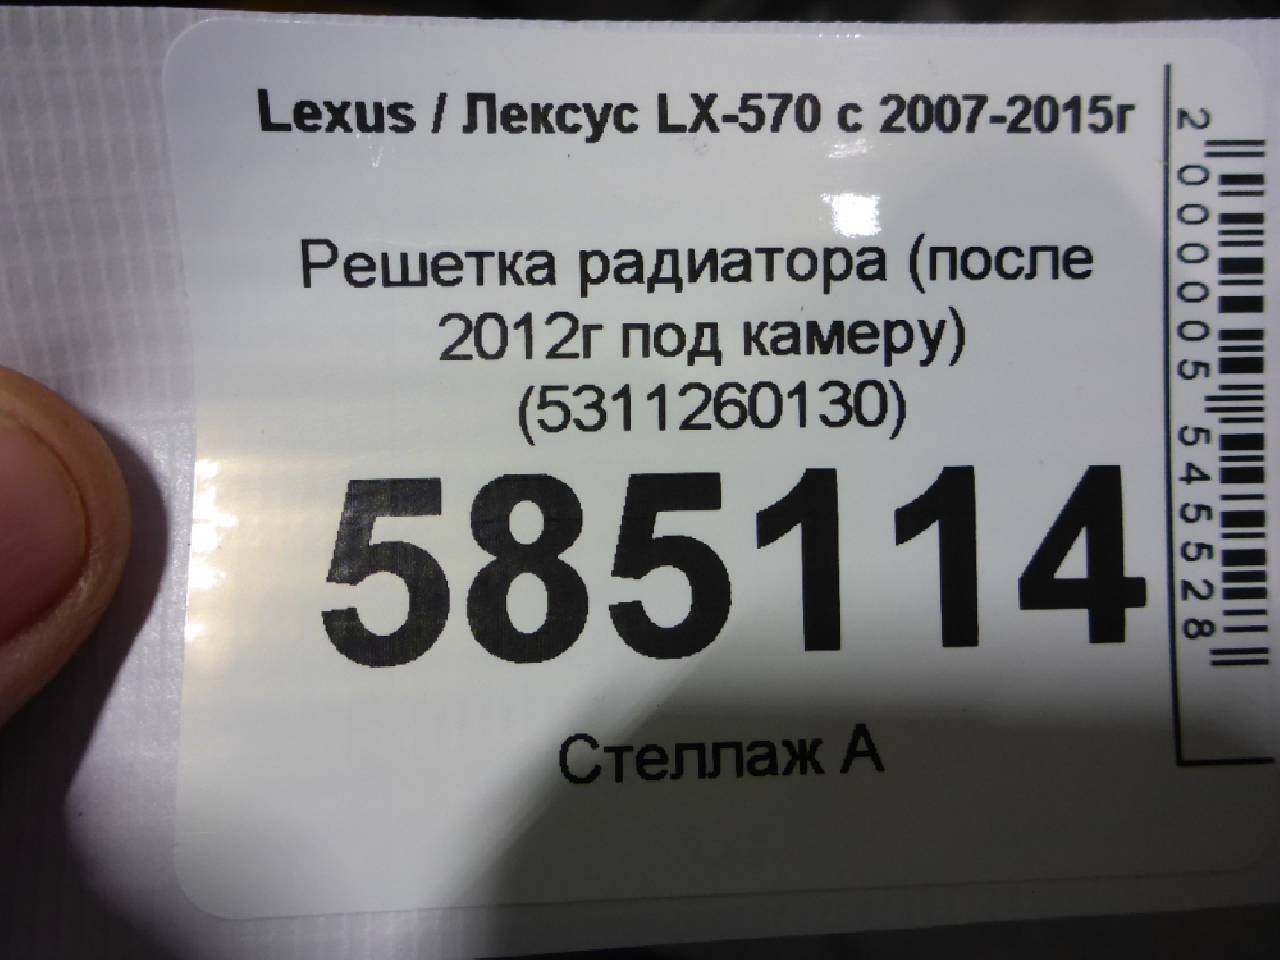 Lexus / Лексус LX-570 с 2007-2015г
Решетка радиатора (после
2012г под камеру)
(5311260130)
585114
Стеллаж А
2000005545528